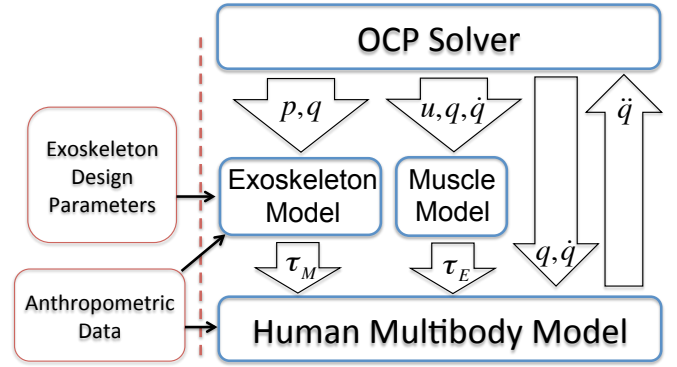 OCP Solver
p,q
u,q,q̇
q̈
Exoskeleton
Design
Parameters
Exoskeleton
Model
Muscle
Model
q,q̇
τ_M
τ_E
Anthropometric
Data
Human Multibody Model